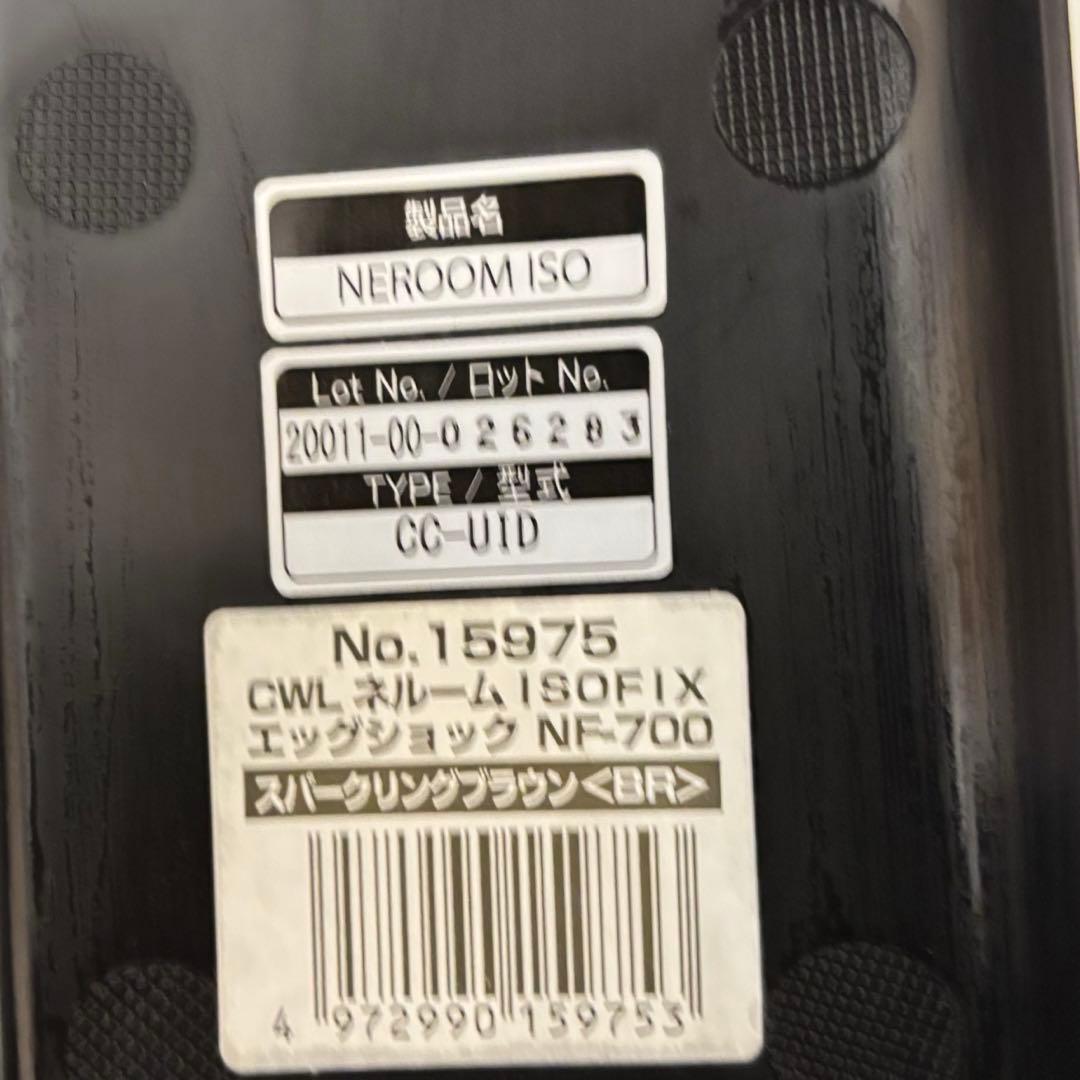 製品名
NEROOM ISO
Lot No. / ロット No.
20011-00-026283
TYPE / 型式
CC-UID
No.15975
CWL ネルーム ISOFIX
エッグショック NF-700
スパークリングブラウン<BR>
4 972990 159753